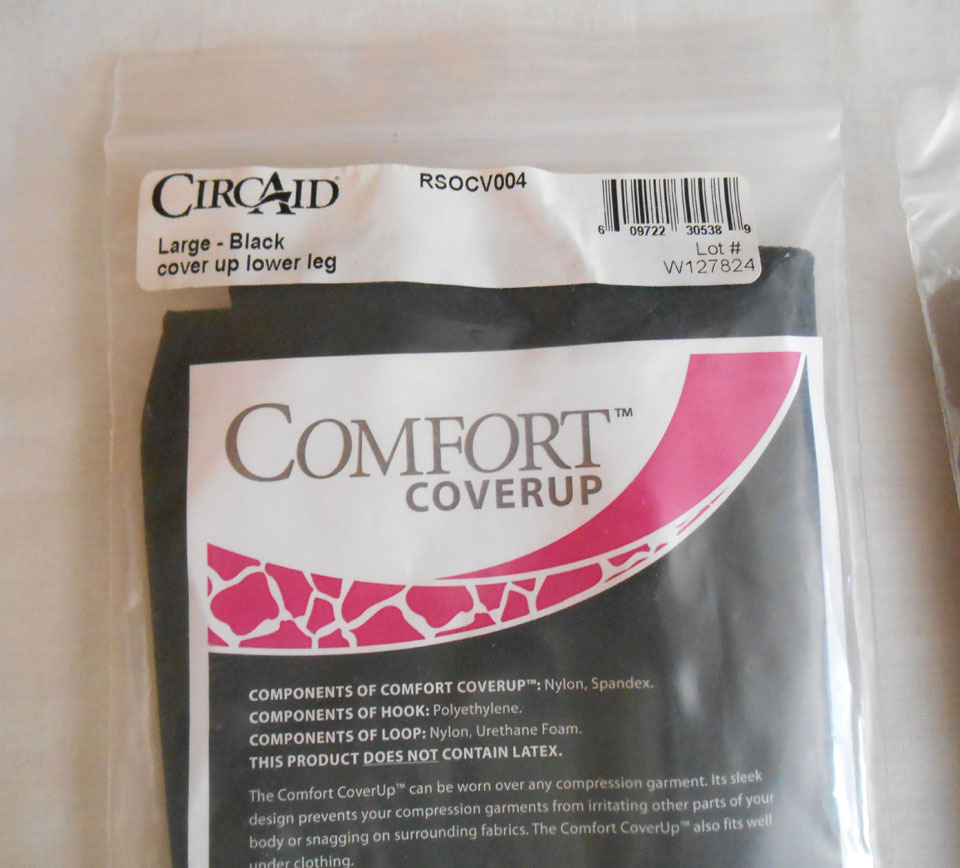 CIRCAID
RSOCV004
6 09722 30538 9
Large - Black
cover up lower leg
Lot #
W127824
COMFORT™
COVERUP
COMPONENTS OF COMFORT COVERUP™: Nylon, Spandex.
COMPONENTS OF HOOK: Polyethylene.
COMPONENTS OF LOOP: Nylon, Urethane Foam.
THIS PRODUCT DOES NOT CONTAIN LATEX.
The Comfort CoverUp™ can be worn over any compression garment. Its sleek
design prevents your compression garments from irritating other parts of your
body or snagging on surrounding fabrics. The Comfort CoverUp™ also fits well
under clothing.